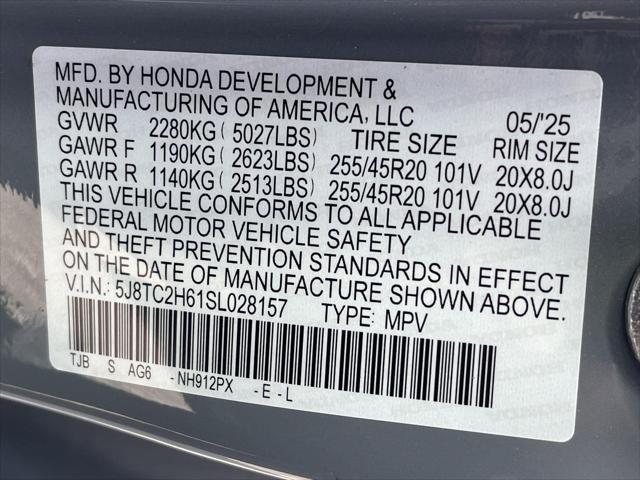 MFD. BY HONDA DEVELOPMENT &
MANUFACTURING OF AMERICA, LLC 05/'25
GVWR 2280KG ( 5027LBS) TIRE SIZE RIM SIZE
GAWR F 1190KG ( 2623LBS) 255/45R20 101V 20X8.0J
GAWR R 1140KG ( 2513LBS) 255/45R20 101V 20X8.0J
THIS VEHICLE CONFORMS TO ALL APPLICABLE
FEDERAL MOTOR VEHICLE SAFETY
AND THEFT PREVENTION STANDARDS IN EFFECT
ON THE DATE OF MANUFACTURE SHOWN ABOVE.
V.I.N.: 5J8TC2H61SL028157 TYPE: MPV
TJB S AG6 - NH912PX - E - L